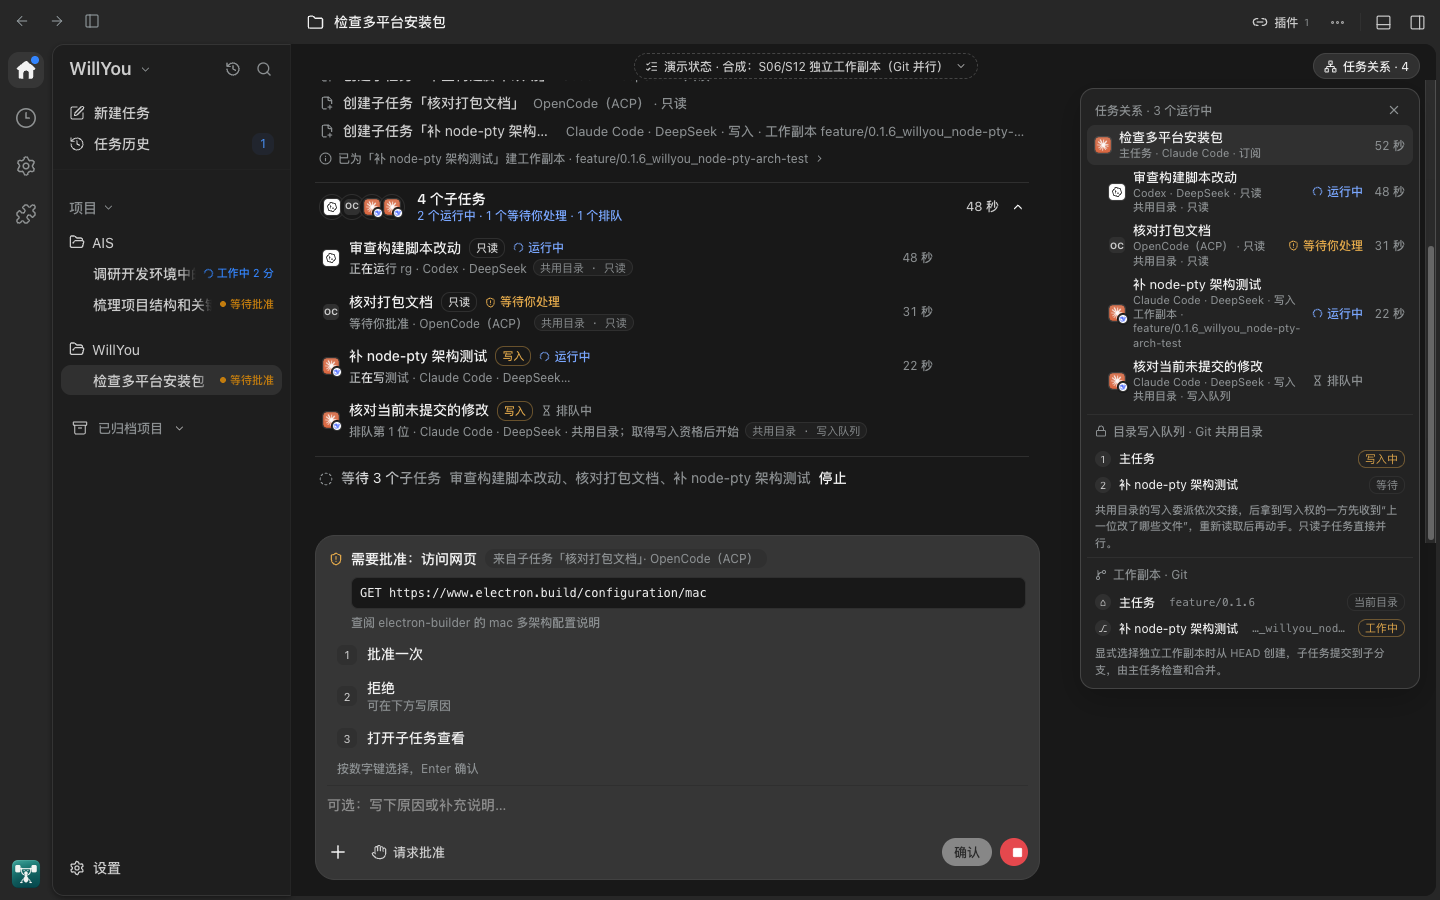 检查多平台安装包
插件 1
WillYou
新建任务
任务历史 1
项目
AIS
调研开发环境中 工作中 2 分
梳理项目结构和关 等待批准
WillYou
检查多平台安装包 等待批准
已归档项目
设置
演示状态 · 合成：S06/S12 独立工作副本（Git 并行）
任务关系 · 4
创建子任务「核对打包文档」 OpenCode（ACP） · 只读
创建子任务「补 node-pty 架构... Claude Code · DeepSeek · 写入 · 工作副本 feature/0.1.6_willyou_node-pty-...
已为「补 node-pty 架构测试」建工作副本 · feature/0.1.6_willyou_node-pty-arch-test
4 个子任务
2 个运行中 · 1 个等待你处理 · 1 个排队
48 秒
审查构建脚本改动 只读 运行中
正在运行 rg · Codex · DeepSeek 共用目录 · 只读
48 秒
OC
核对打包文档 只读 等待你处理
等待你批准 · OpenCode（ACP） 共用目录 · 只读
31 秒
补 node-pty 架构测试 写入 运行中
正在写测试 · Claude Code · DeepSeek...
22 秒
核对当前未提交的修改 写入 排队中
排队第 1 位 · Claude Code · DeepSeek · 共用目录；取得写入资格后开始 共用目录 · 写入队列
等待 3 个子任务 审查构建脚本改动、核对打包文档、补 node-pty 架构测试 停止
需要批准：访问网页 来自子任务「核对打包文档」· OpenCode（ACP）
GET https://www.electron.build/configuration/mac
查阅 electron-builder 的 mac 多架构配置说明
1 批准一次
2 拒绝
可在下方写原因
3 打开子任务查看
按数字键选择，Enter 确认
可选：写下原因或补充说明...
请求批准
确认
任务关系 · 3 个运行中
检查多平台安装包
主任务 · Claude Code · 订阅
52 秒
审查构建脚本改动
Codex · DeepSeek · 只读
共用目录 · 只读
运行中 48 秒
OC
核对打包文档
OpenCode（ACP） · 只读
共用目录 · 只读
等待你处理 31 秒
补 node-pty 架构测试
Claude Code · DeepSeek · 写入
工作副本 ·
feature/0.1.6_willyou_node-pty-
arch-test
运行中 22 秒
核对当前未提交的修改
Claude Code · DeepSeek · 写入
共用目录 · 写入队列
排队中
目录写入队列 · Git 共用目录
1 主任务 写入中
2 补 node-pty 架构测试 等待
共用目录的写入委派依次交接，后拿到写入权的一方先收到“上
一位改了哪些文件”，重新读取后再动手。只读子任务直接并
行。
工作副本 · Git
主任务 feature/0.1.6 当前目录
补 node-pty 架构测试 …_willyou_nod… 工作中
显式选择独立工作副本时从 HEAD 创建，子任务提交到子分
支，由主任务检查和合并。